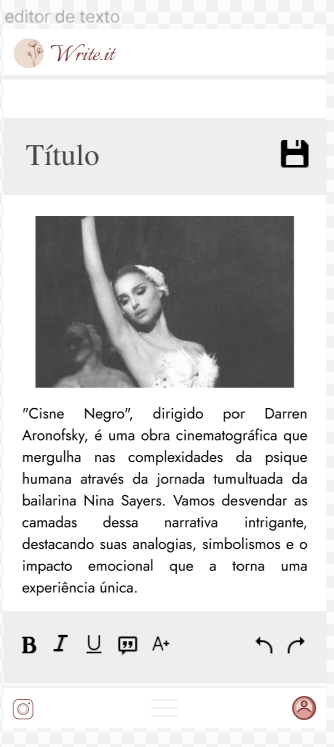 editor de texto
Write.it
Título
"Cisne Negro", dirigido por Darren
Aronofsky, é uma obra cinematográfica que
mergulha nas complexidades da psique
humana através da jornada tumultuada da
bailarina Nina Sayers. Vamos desvendar as
camadas dessa narrativa intrigante,
destacando suas analogias, simbolismos e o
impacto emocional que a torna uma
experiência única.
B I U A+